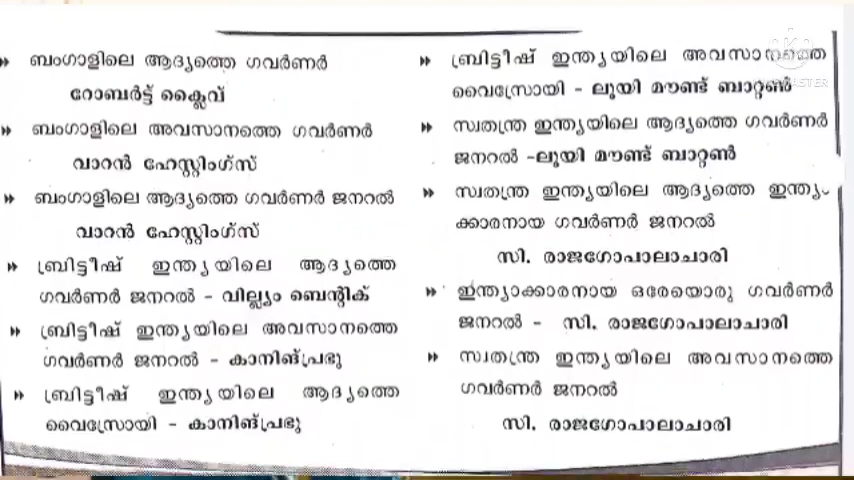 » ബംഗാളിലെ ആദ്യത്തെ ഗവർണർ
റോബർട്ട് ക്ലൈവ്
» ബംഗാളിലെ അവസാനത്തെ ഗവർണർ
വാറൻ ഹേസ്റ്റിംഗ്സ്
» ബംഗാളിലെ ആദ്യത്തെ ഗവർണർ ജനറൽ
വാറൻ ഹേസ്റ്റിംഗ്സ്
» ബ്രിട്ടീഷ് ഇന്ത്യയിലെ ആദ്യത്തെ
ഗവർണർ ജനറൽ - വില്ല്യം ബെന്റിക്
» ബ്രിട്ടീഷ് ഇന്ത്യയിലെ അവസാനത്തെ
ഗവർണർ ജനറൽ - കാനിങ്പ്രഭു
» ബ്രിട്ടീഷ് ഇന്ത്യയിലെ ആദ്യത്തെ
വൈസ്രോയി - കാനിങ്പ്രഭു
» ബ്രിട്ടീഷ് ഇന്ത്യയിലെ അവസാനത്തെ
വൈസ്രോയി - ലൂയി മൗണ്ട് ബാറ്റൺ
» സ്വതന്ത്ര ഇന്ത്യയിലെ ആദ്യത്തെ ഗവർണർ
ജനറൽ -ലൂയി മൗണ്ട് ബാറ്റൺ
» സ്വതന്ത്ര ഇന്ത്യയിലെ ആദ്യത്തെ ഇന്ത്യ
ക്കാരനായ ഗവർണർ ജനറൽ
സി. രാജഗോപാലാചാരി
» ഇന്ത്യാക്കാരനായ ഒരേയൊരു ഗവർണർ
ജനറൽ - സി. രാജഗോപാലാചാരി
» സ്വതന്ത്ര ഇന്ത്യയിലെ അവസാനത്തെ
ഗവർണർ ജനറൽ
സി. രാജഗോപാലാചാരി